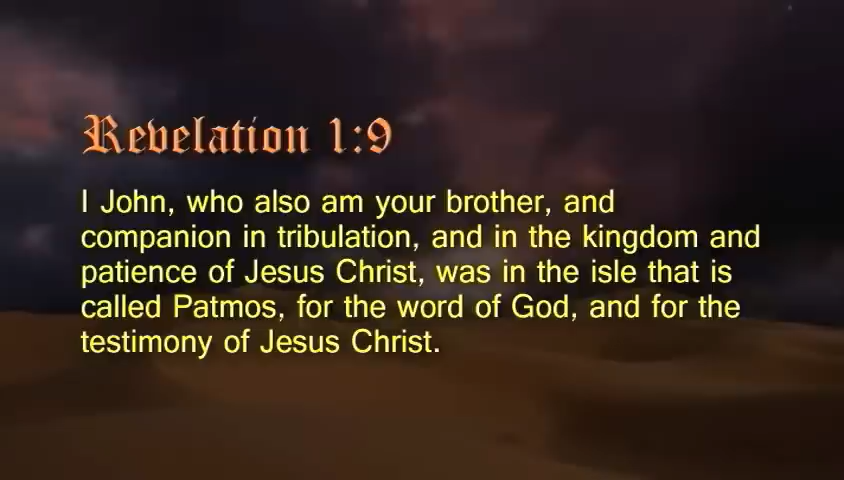 Revelation 1:9
I John, who also am your brother, and
companion in tribulation, and in the kingdom and
patience of Jesus Christ, was in the isle that is
called Patmos, for the word of God, and for the
testimony of Jesus Christ.